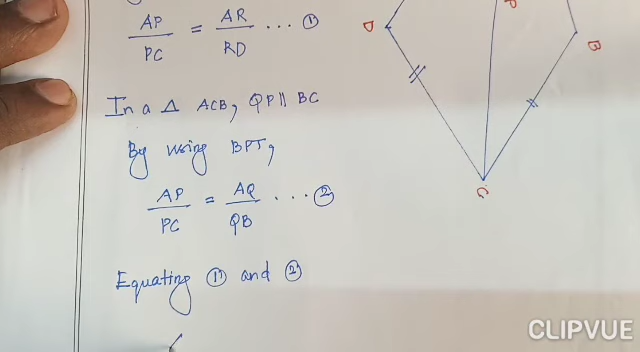 AP/PC = AR/RD ... ①
In a Δ ACB, QP || BC
By using BPT,
AP/PC = AQ/QB ... ②
Equating ① and ②
D
P
B
C
CLIPVUE